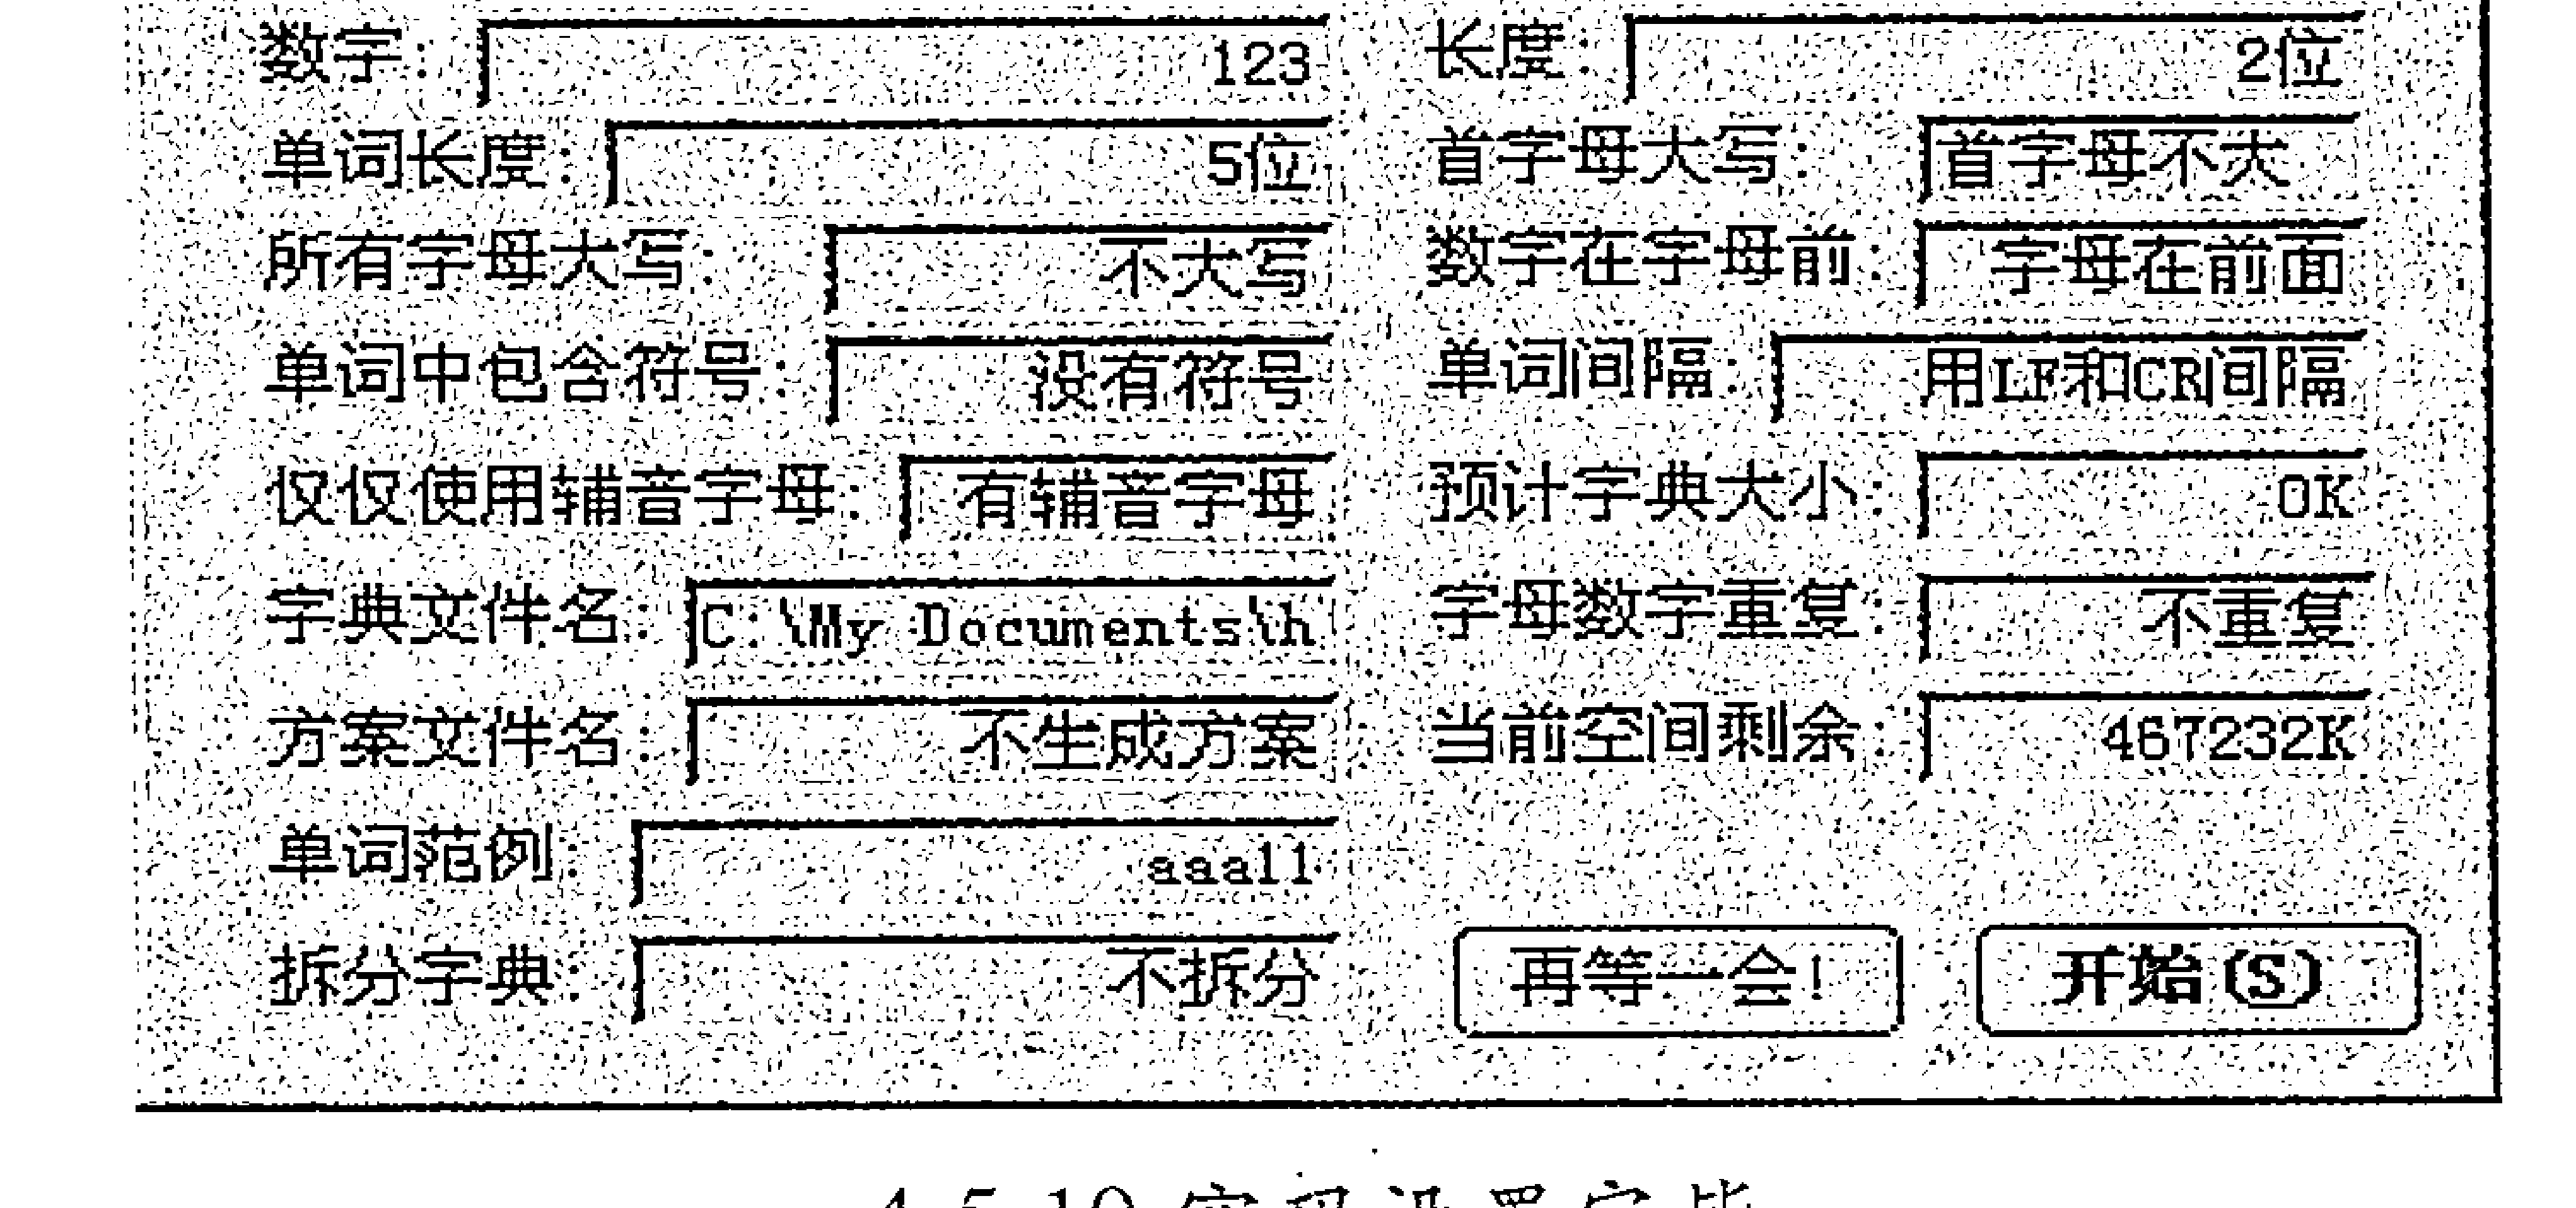 数字: 123 长度: 2位
单词长度: 5位 首字母大写: 首字母不大
所有字母大写: 不大写 数字在字母前: 字母在前面
单词中包含符号: 没有符号 单词间隔: 用LF和CR间隔
仅仅使用辅音字母: 有辅音字母 预计字典大小: OK
字典文件名: C:\My Documents\h 字母数字重复: 不重复
方案文件名: 不生成方案 当前空间剩余: 467232K
单词范例: aaa11
拆分字典: 不拆分 再等一会! 开始(S)